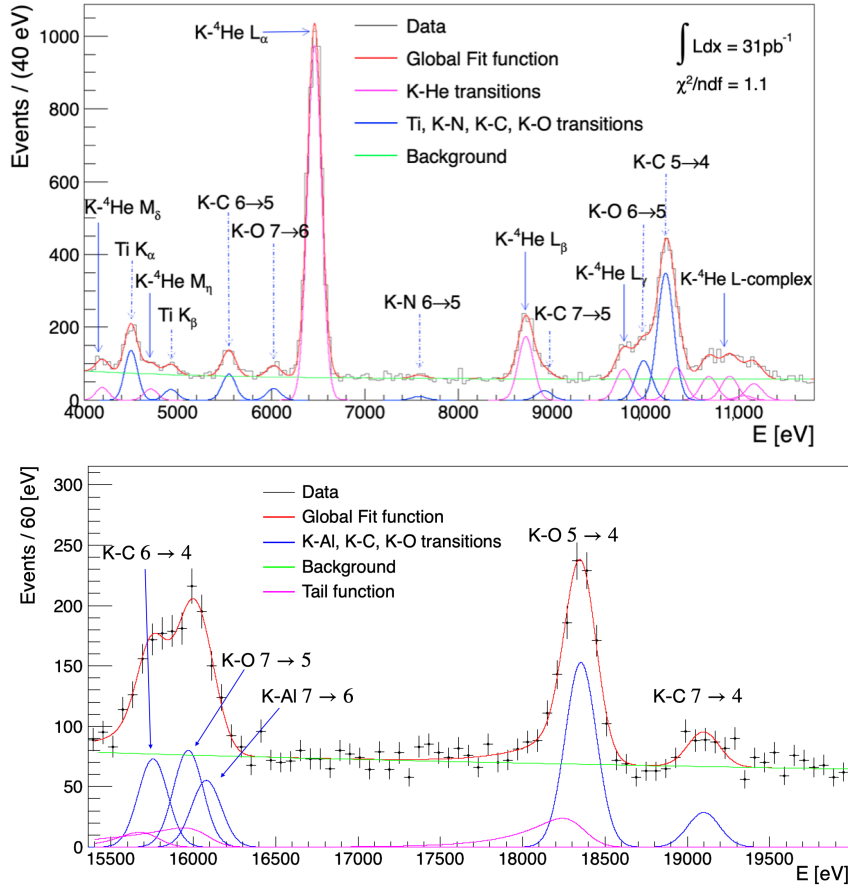 Events / (40 eV)
1000
800
600
400
200
0
K-⁴He Lα
Data
Global Fit function
K-He transitions
Ti, K-N, K-C, K-O transitions
Background
∫ Ldx = 31pb⁻¹
χ²/ndf = 1.1
K-C 5→4
K-C 6→5
K-O 6→5
K-⁴He Mδ
K-O 7→6
K-⁴He Lβ
Ti Kα
K-⁴He Lγ
K-⁴He L-complex
K-⁴He Mη
K-N 6→5
K-C 7→5
Ti Kβ
4000 5000 6000 7000 8000 9000 10,000 11,000
E [eV]
Events / 60 [eV]
300
250
200
150
100
50
0
Data
Global Fit function
K-Al, K-C, K-O transitions
Background
Tail function
K-O 5 → 4
K-C 6 → 4
K-O 7 → 5
K-Al 7 → 6
K-C 7 → 4
15500 16000 16500 17000 17500 18000 18500 19000 19500
E [eV]